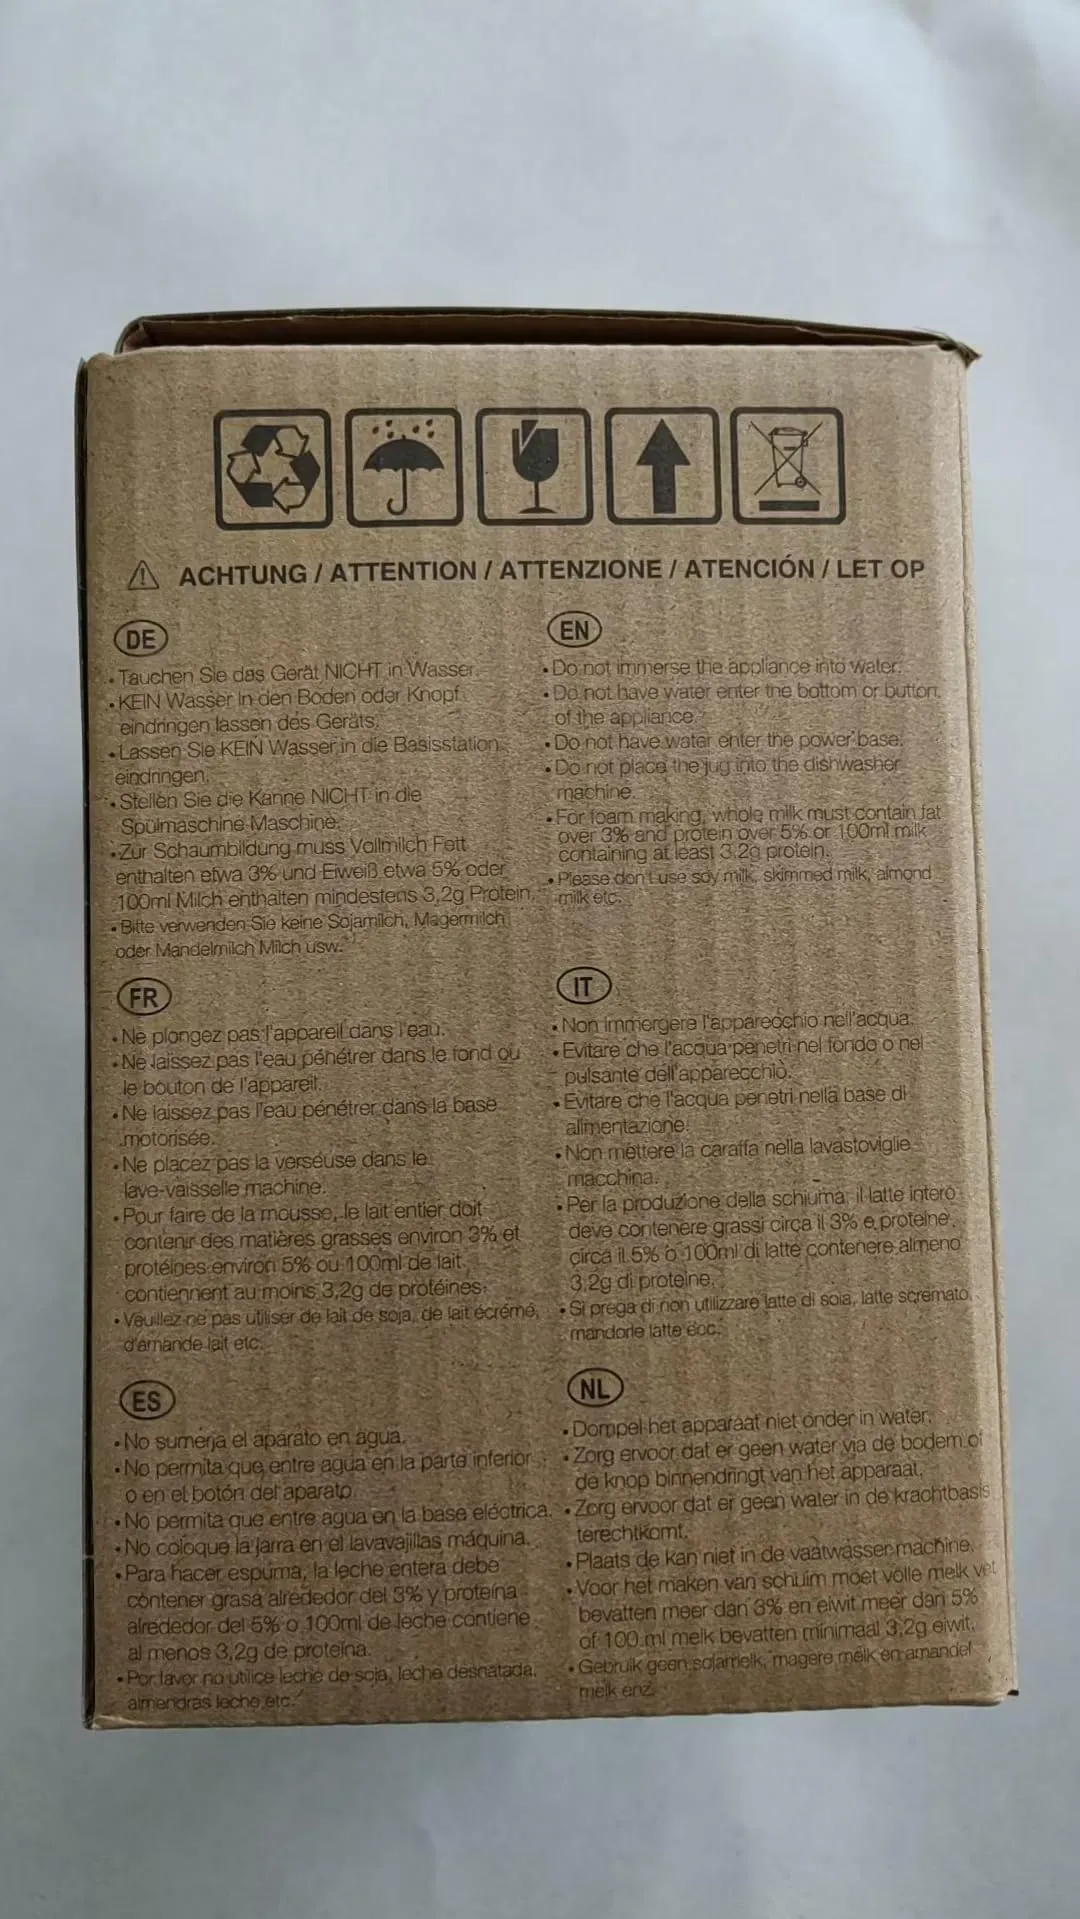 ACHTUNG / ATTENTION / ATTENZIONE / ATENCIÓN / LET OP
DE
• Tauchen Sie das Gerät NICHT in Wasser.
• KEIN Wasser in den Boden oder Knopf
eindringen lassen des Geräts.
• Lassen Sie KEIN Wasser in die Basisstation
eindringen.
• Stellen Sie die Kanne NICHT in die
Spülmaschine Maschine.
• Zur Schaumbildung muss Vollmilch Fett
enthalten etwa 3% und Eiweiß etwa 5% oder
100ml Milch enthalten mindestens 3,2g Protein.
• Bitte verwenden Sie keine Sojamilch, Magermilch
oder Mandelmilch Milch usw.
EN
• Do not immerse the appliance into water.
• Do not have water enter the bottom or button
of the appliance.
• Do not have water enter the power base.
• Do not place the jug into the dishwasher
machine.
• For foam making, whole milk must contain fat
over 3% and protein over 5% or 100ml milk
containing at least 3.2g protein.
• Please don't use soy milk, skimmed milk, almond
milk etc.
FR
• Ne plongez pas l'appareil dans l'eau.
• Ne laissez pas l'eau pénétrer dans le fond ou
le bouton de l'appareil.
• Ne laissez pas l'eau pénétrer dans la base
motorisée.
• Ne placez pas la verseuse dans le
lave-vaisselle machine.
• Pour faire de la mousse, le lait entier doit
contenir des matières grasses environ 3% et
protéines environ 5% ou 100ml de lait
contiennent au moins 3,2g de protéines.
• Veuillez ne pas utiliser de lait de soja, de lait écrémé,
d'amande lait etc.
IT
• Non immergere l'apparecchio nell'acqua.
• Evitare che l'acqua penetri nel fondo o nel
pulsante dell'apparecchio.
• Evitare che l'acqua penetri nella base di
alimentazione.
• Non mettere la caraffa nella lavastoviglie
macchina.
• Per la produzione della schiuma, il latte intero
deve contenere grassi circa il 3% e proteine
circa il 5% o 100ml di latte contenere almeno
3,2g di proteine.
• Si prega di non utilizzare latte di soia, latte scremato,
mandorle latte ecc.
ES
• No sumerja el aparato en agua.
• No permita que entre agua en la parte inferior
o en el botón del aparato.
• No permita que entre agua en la base eléctrica.
• No coloque la jarra en el lavavajillas máquina.
• Para hacer espuma, la leche entera debe
contener grasa alrededor del 3% y proteína
alrededor del 5% o 100ml de leche contiene
al menos 3,2g de proteína.
• Por favor no utilice leche de soja, leche desnatada,
almendras leche etc.
NL
• Dompel het apparaat niet onder in water.
• Zorg ervoor dat er geen water via de bodem of
de knop binnendringt van het apparaat.
• Zorg ervoor dat er geen water in de krachtbasis
terechtkomt.
• Plaats de kan niet in de vaatwasser machine.
• Voor het maken van schuim moet volle melk vet
bevatten meer dan 3% en eiwit meer dan 5%
of 100 ml melk bevatten minimaal 3,2g eiwit.
• Gebruik geen sojamelk, magere melk en amandel
melk enz.